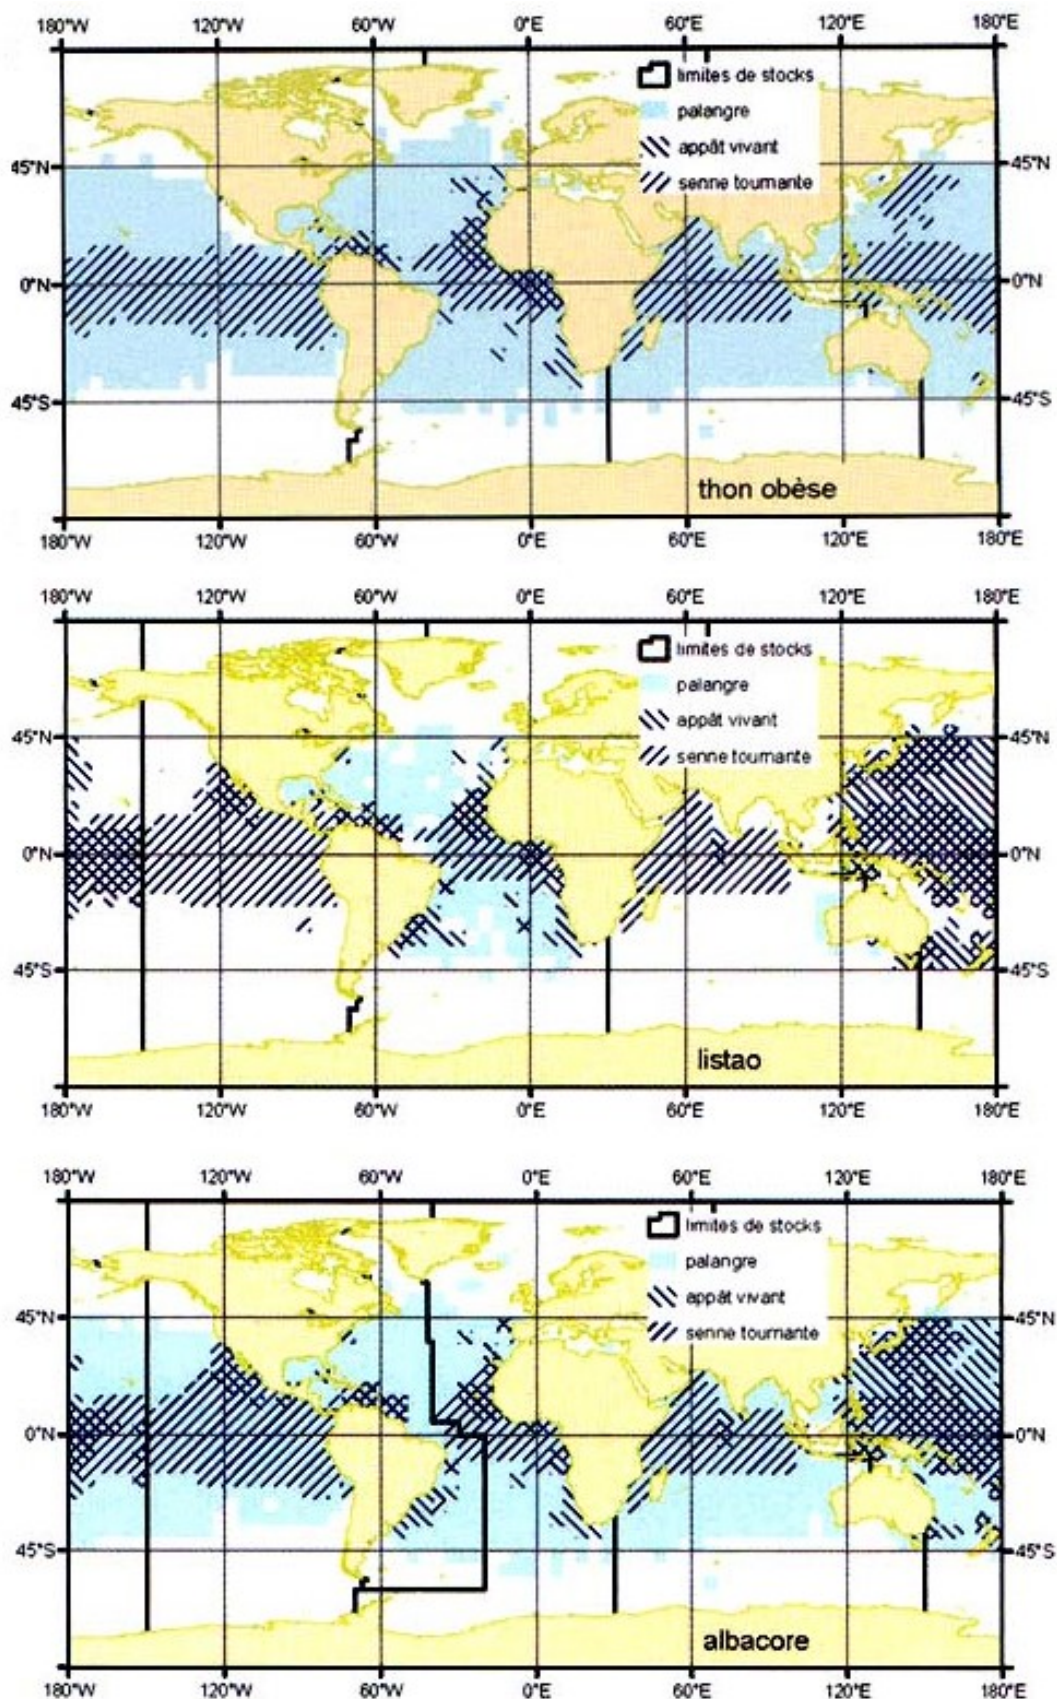 180°W 120°W 60°W 0°E 60°E 120°E 180°E
limites de stocks
palangre
45°N 45°N
appât vivant
senne tournante
0°N 0°N
45°S 45°S
thon obèse
180°W 120°W 60°W 0°E 60°E 120°E 180°E
180°W 120°W 60°W 0°E 60°E 120°E 180°E
limites de stocks
palangre
45°N 45°N
appât vivant
senne tournante
0°N 0°N
45°S 45°S
listao
180°W 120°W 60°W 0°E 60°E 120°E 180°E
180°W 120°W 60°W 0°E 60°E 120°E 180°E
limites de stocks
palangre
appât vivant
45°N 45°N
senne tournante
0°N 0°N
45°S 45°S
albacore
180°W 120°W 60°W 0°E 60°E 120°E 180°E